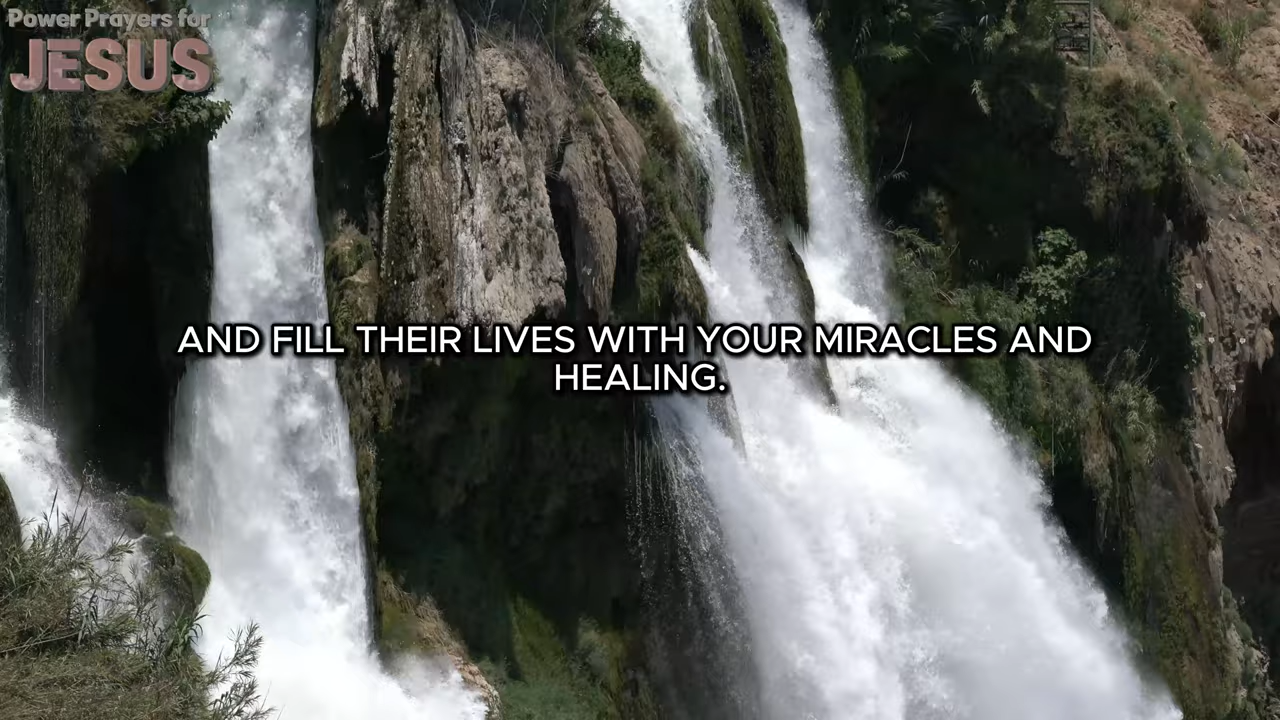 Power Prayers for
JESUS
AND FILL THEIR LIVES WITH YOUR MIRACLES AND
HEALING.